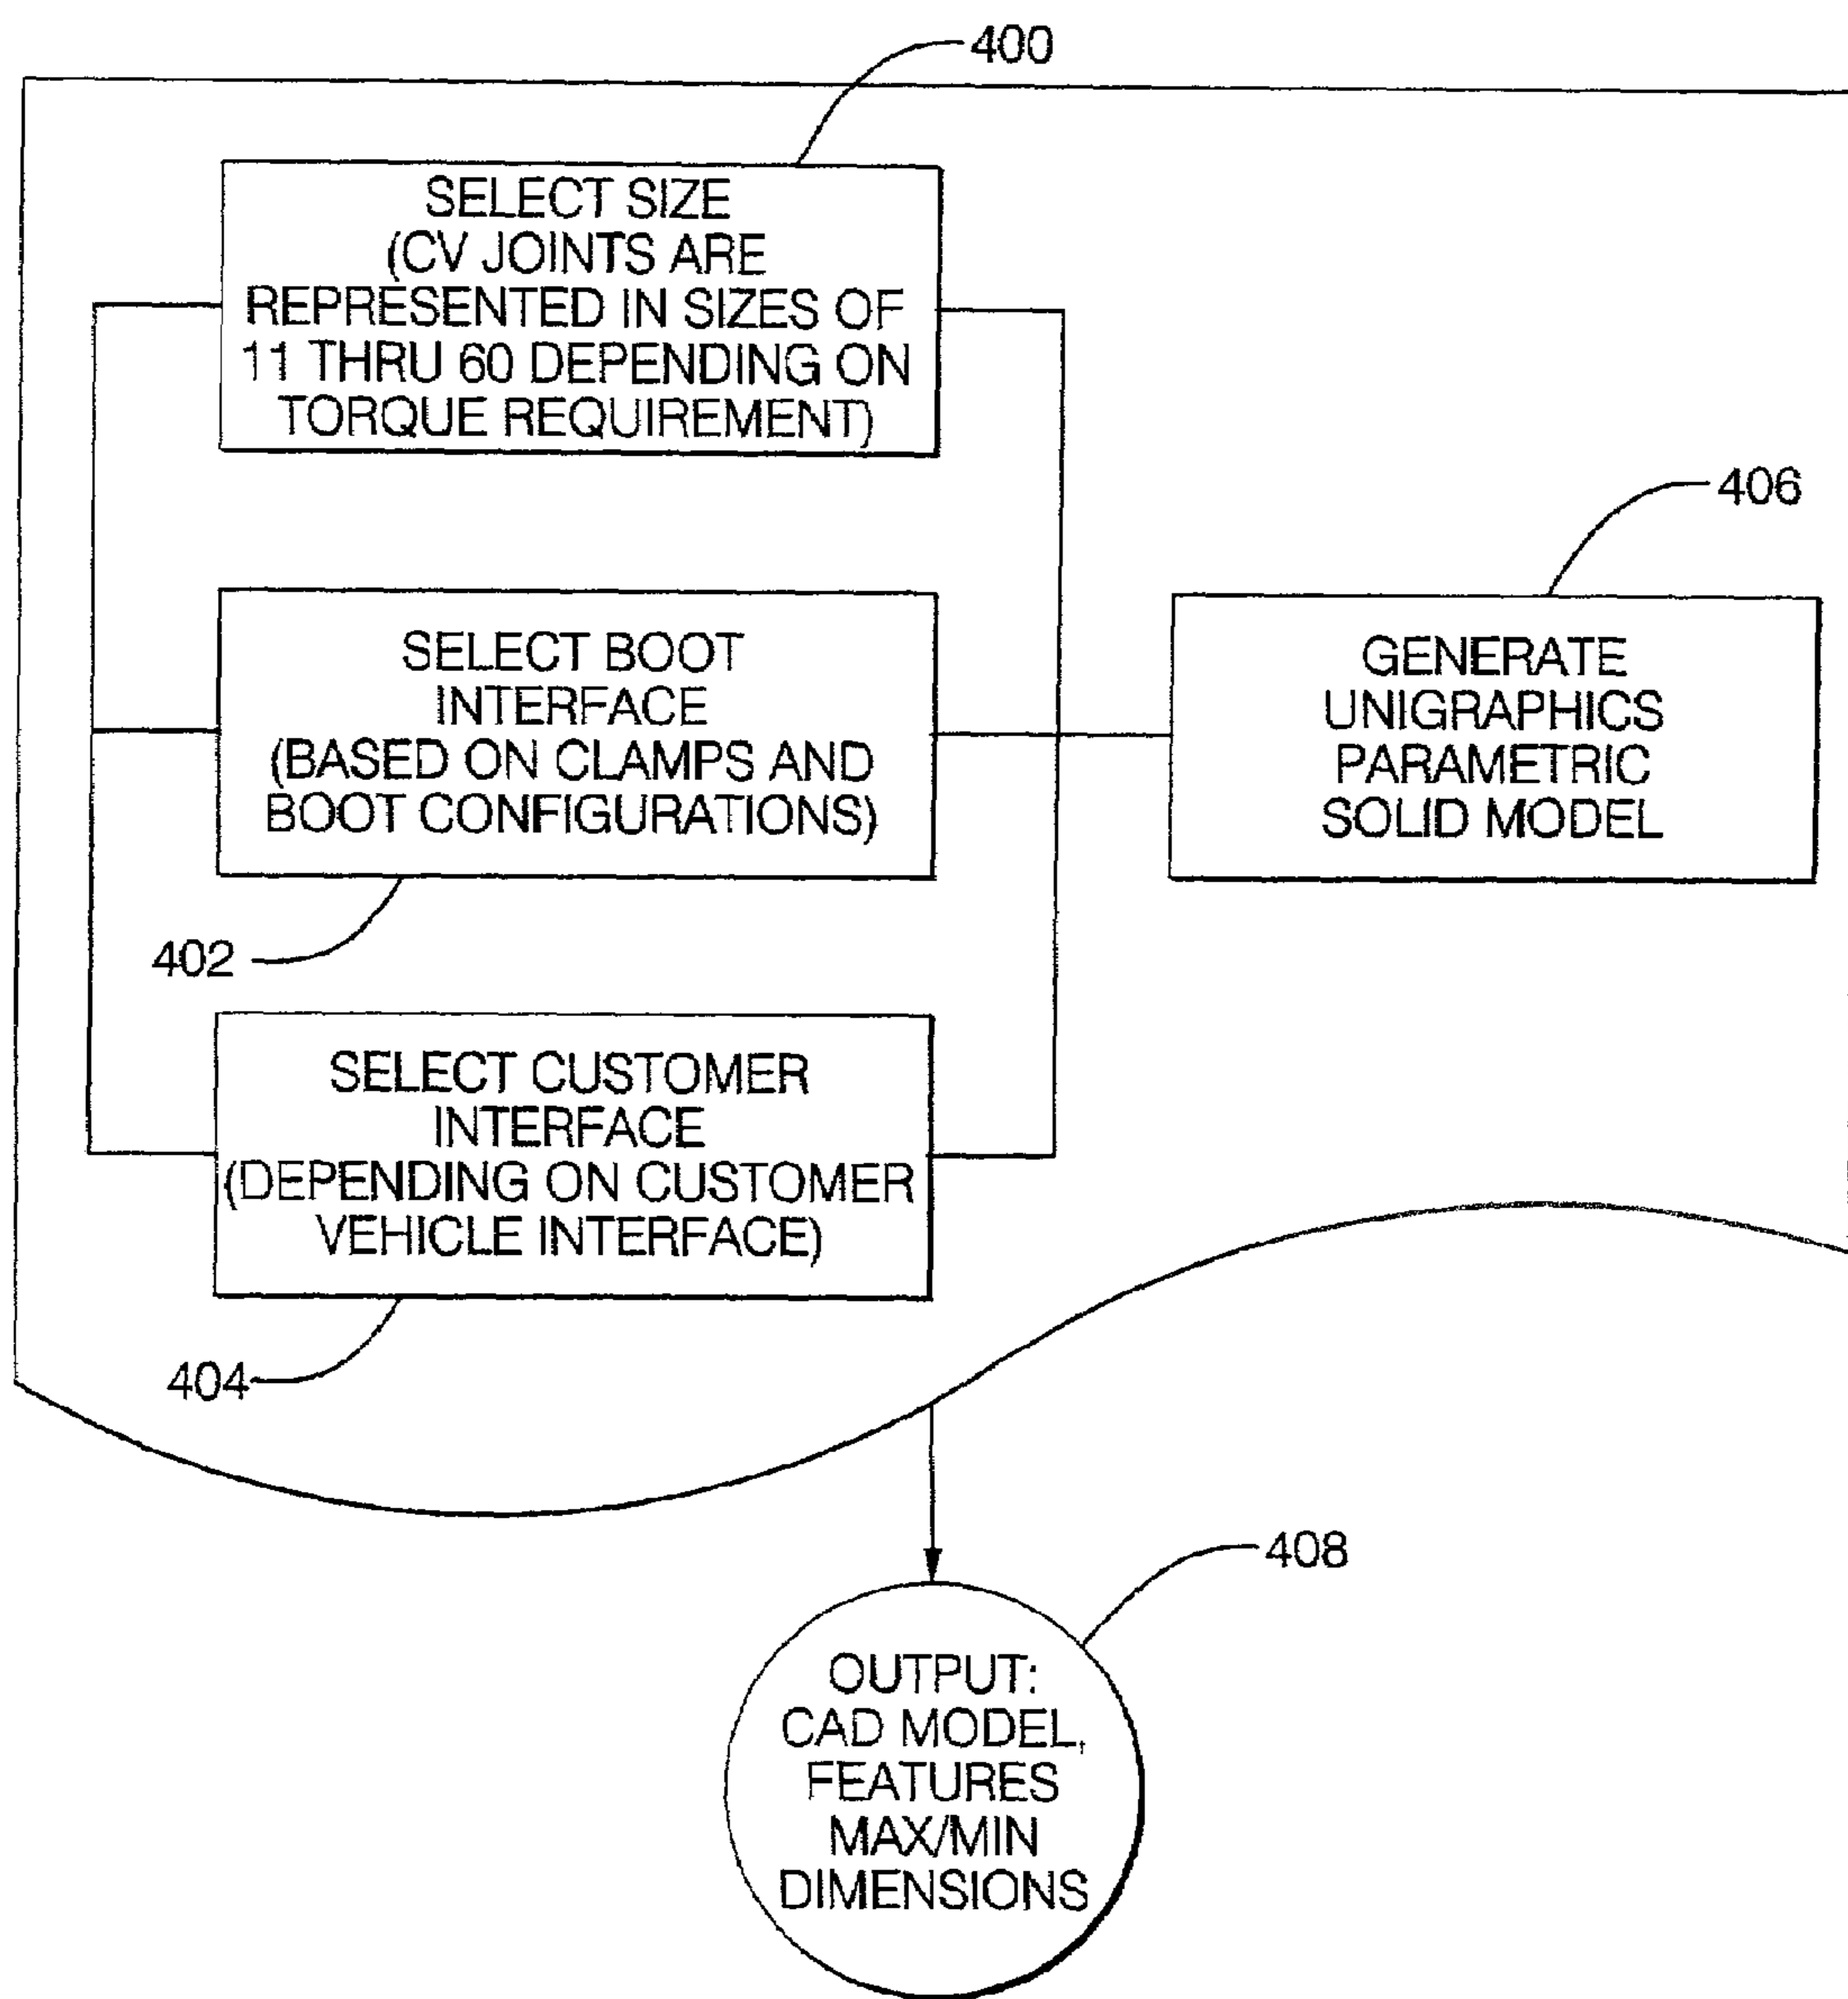 400
SELECT SIZE
(CV JOINTS ARE
REPRESENTED IN SIZES OF
11 THRU 60 DEPENDING ON
TORQUE REQUIREMENT)
406
SELECT BOOT
INTERFACE
(BASED ON CLAMPS AND
BOOT CONFIGURATIONS)
GENERATE
UNIGRAPHICS
PARAMETRIC
SOLID MODEL
402
SELECT CUSTOMER
INTERFACE
(DEPENDING ON CUSTOMER
VEHICLE INTERFACE)
404
408
OUTPUT:
CAD MODEL,
FEATURES
MAX/MIN
DIMENSIONS